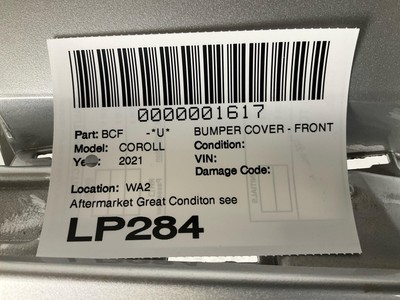 0000001617
Part: BCF -*U* BUMPER COVER - FRONT
Model: COROLL Condition:
2021 VIN:
Damage Code:
Location: WA2
Aftermarket Great Conditon see
LP284